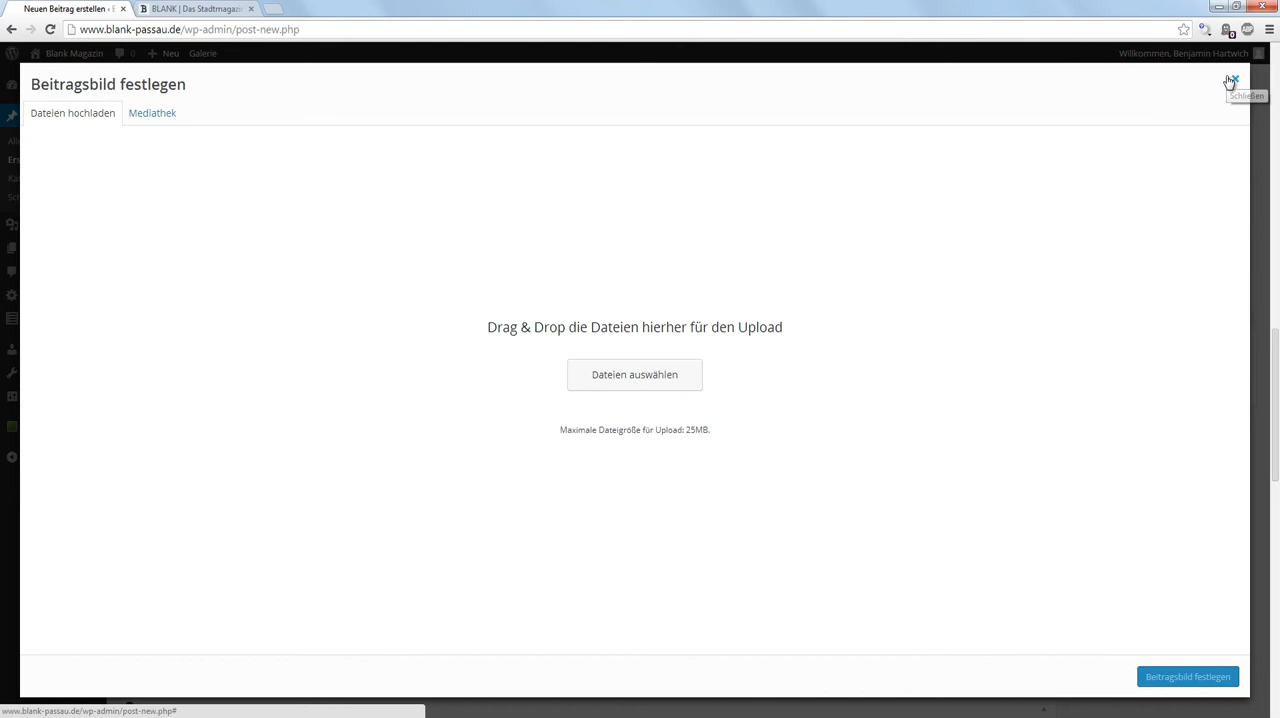 Neuen Beitrag erstellen ‹ E
BLANK | Das Stadtmagazi
www.blank-passau.de/wp-admin/post-new.php
Blank Magazin
0
Neu
Galerie
Willkommen, Benjamin Hartwich
Beitragsbild festlegen
Schließen
Dateien hochladen
Mediathek
Drag & Drop die Dateien hierher für den Upload
Dateien auswählen
Maximale Dateigröße für Upload: 25MB.
Beitragsbild festlegen
www.blank-passau.de/wp-admin/post-new.php#